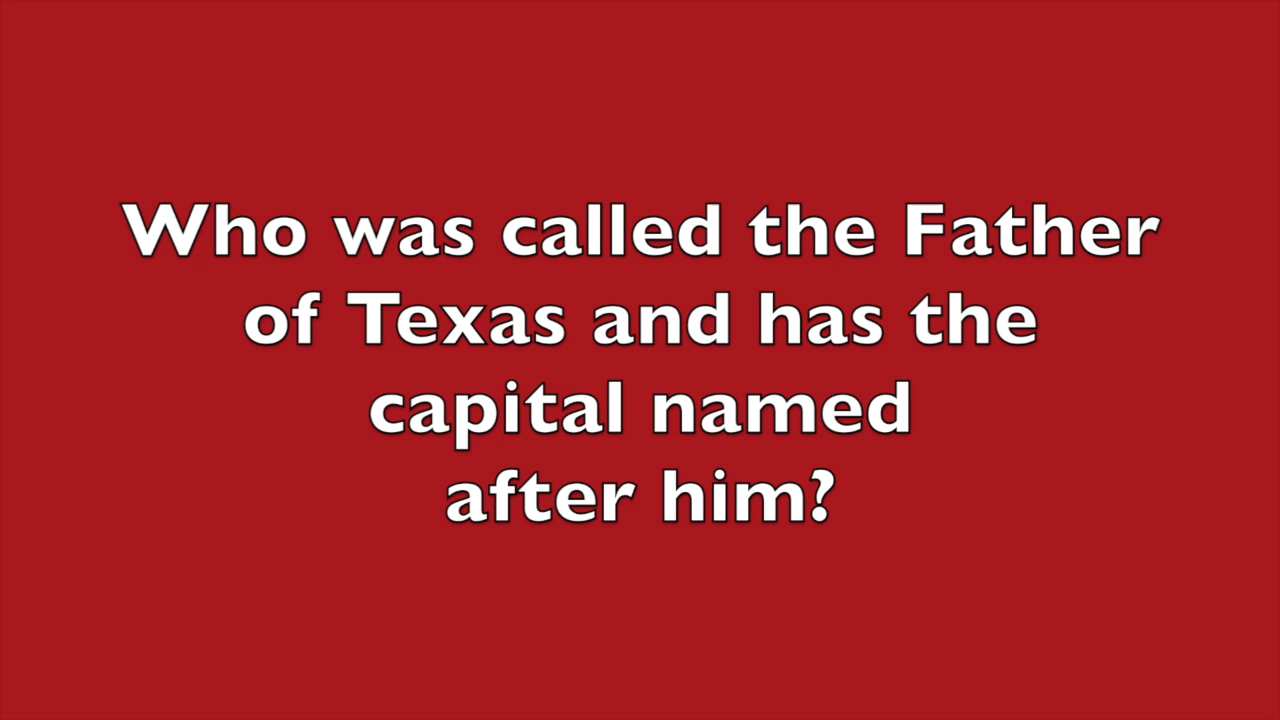 Who was called the Father
of Texas and has the
capital named
after him?